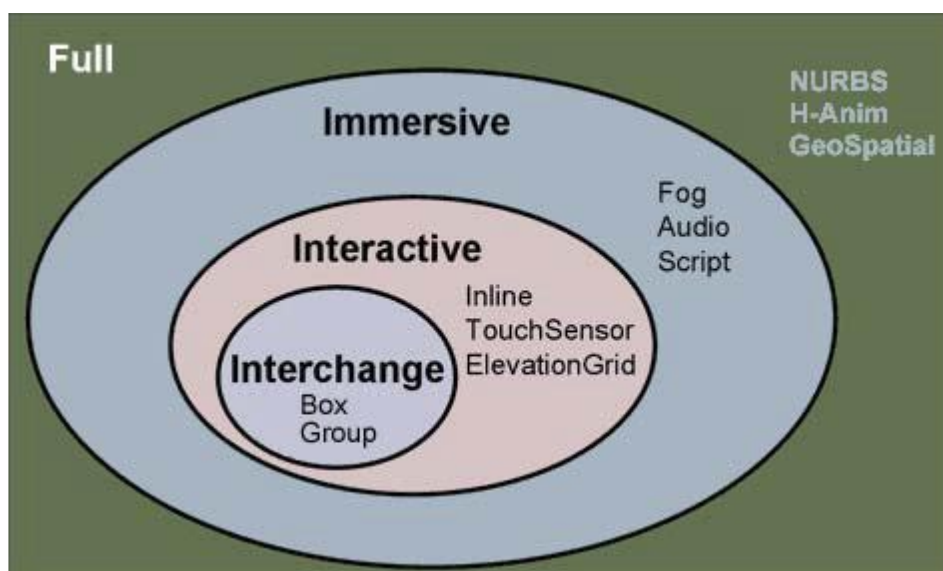 Full
NURBS
H-Anim
GeoSpatial
Immersive
Fog
Audio
Script
Interactive
Inline
TouchSensor
ElevationGrid
Interchange
Box
Group